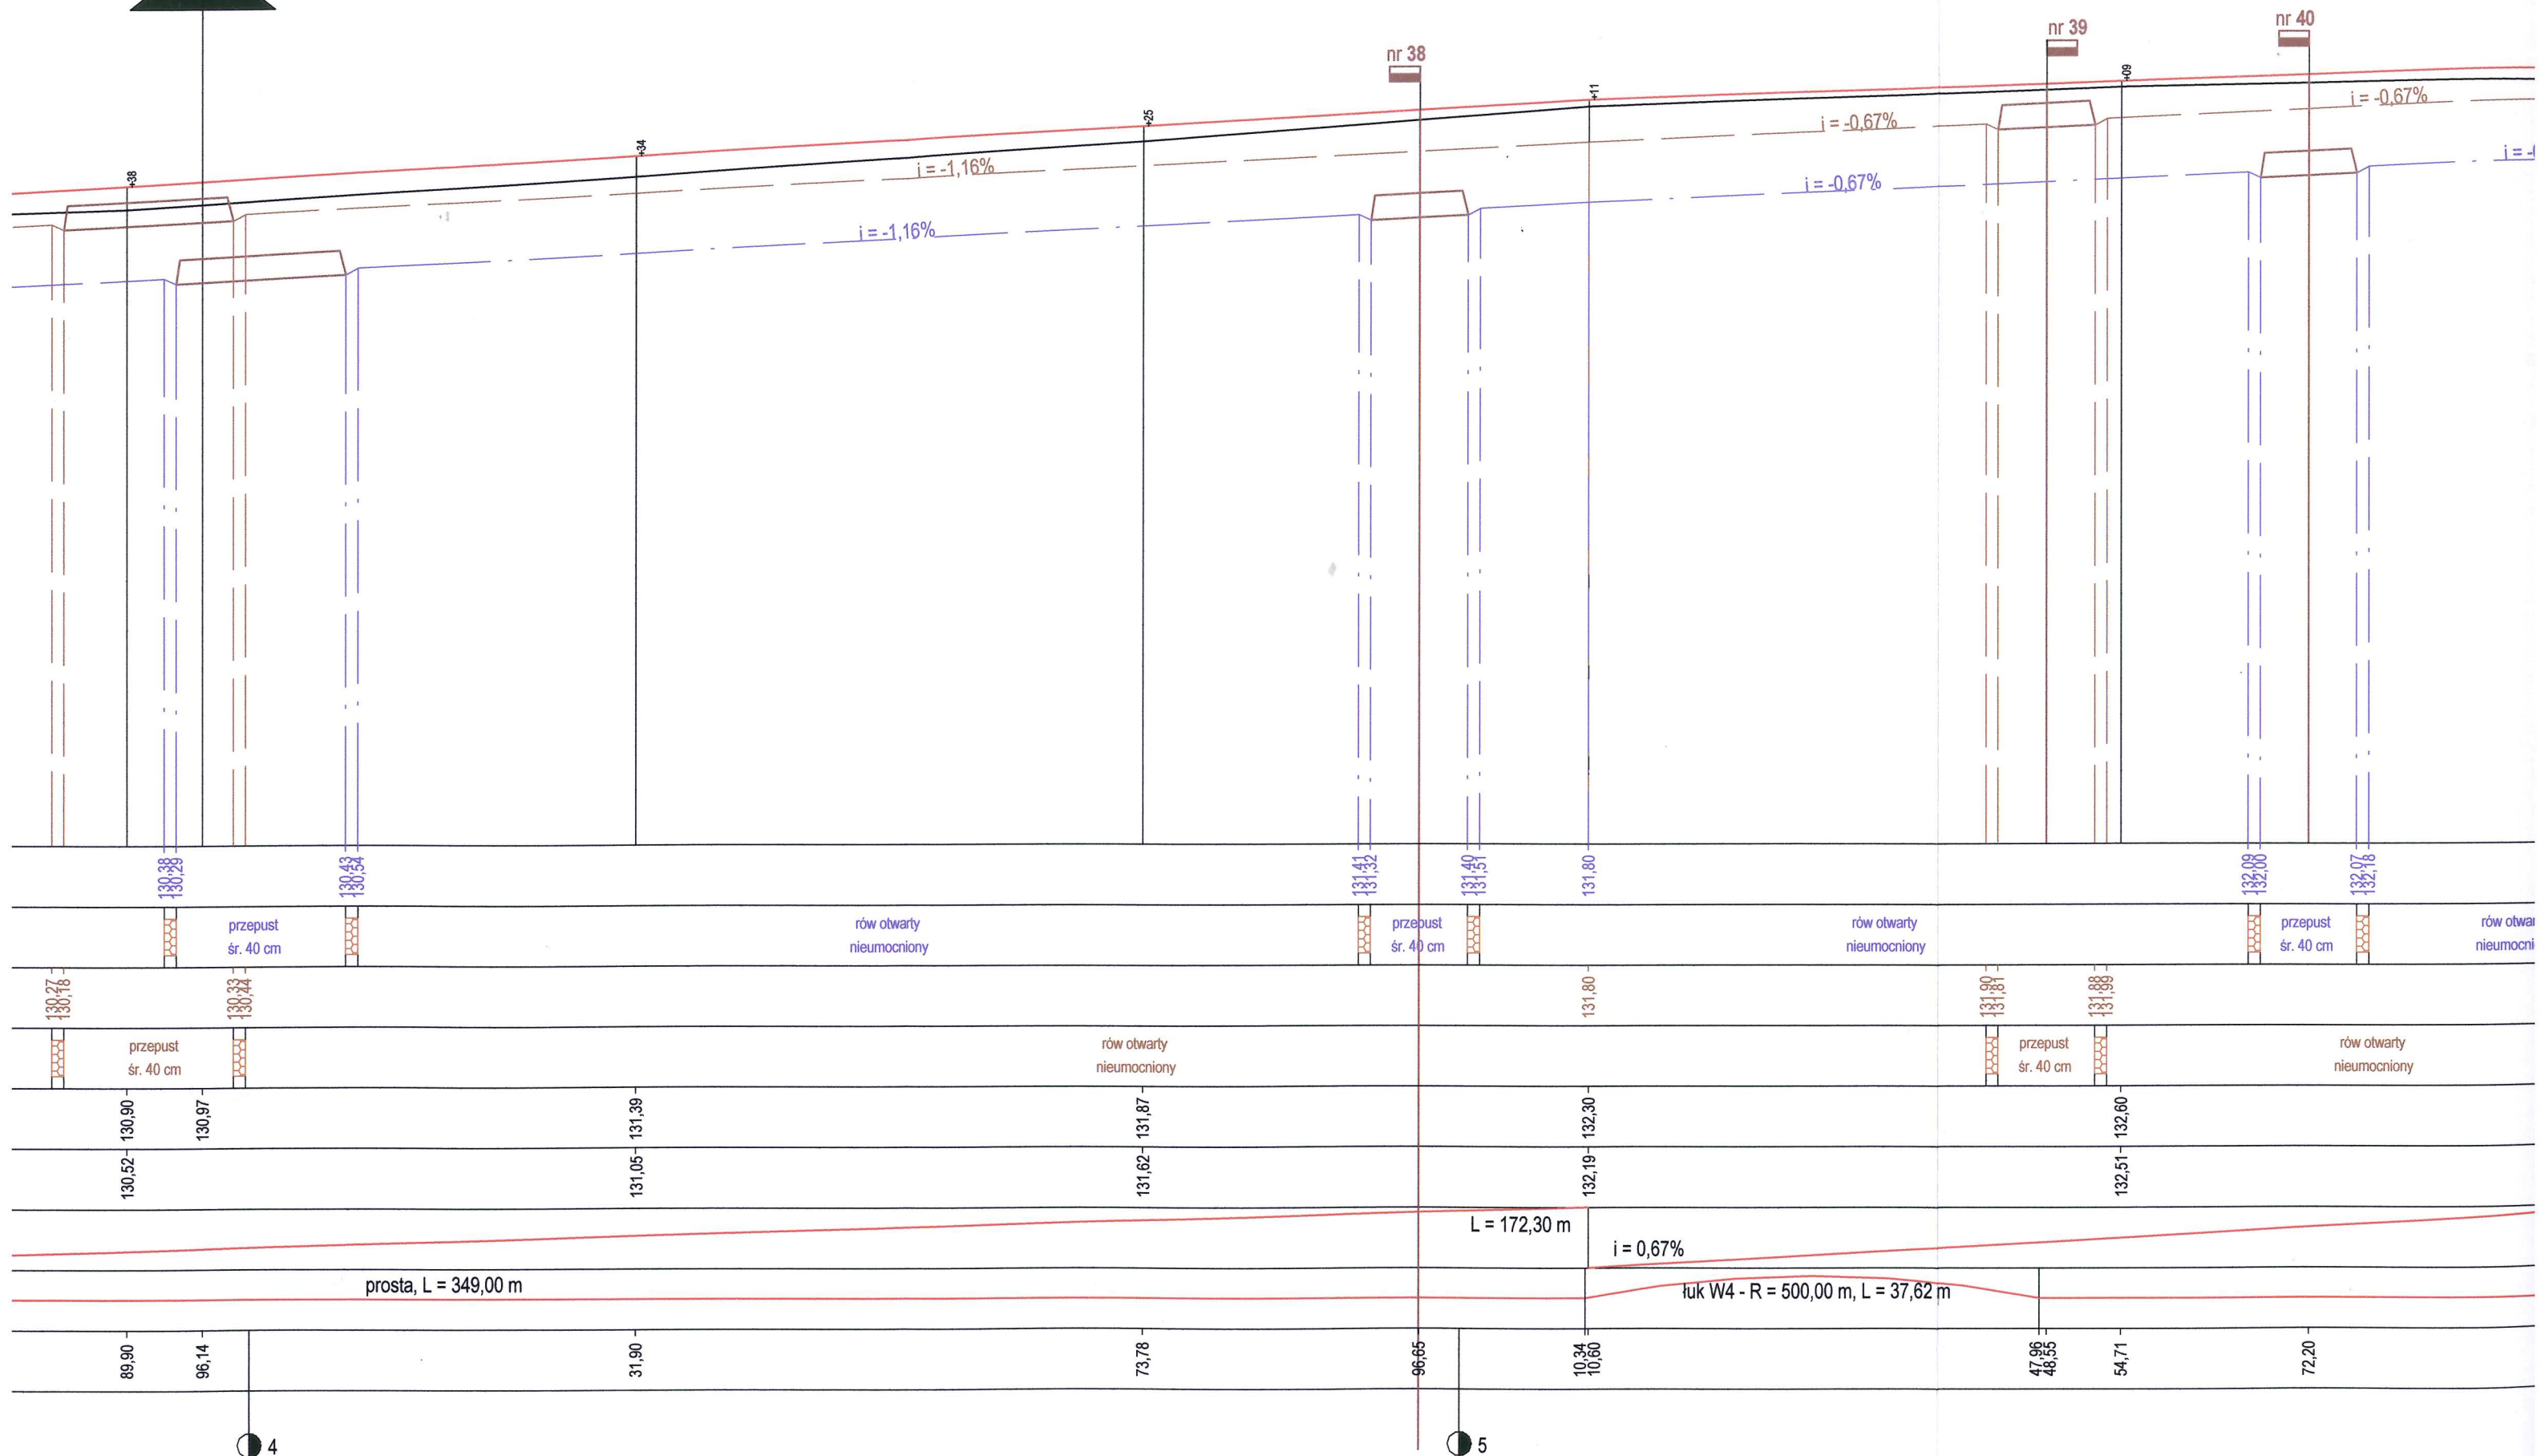 nr 38
nr 39
nr 40
+38
+34
+25
+11
+09
i = -1,16%
i = -0,67%
i = -0,67%
i = -1,16%
i = -0,67%
130,38
130,29
130,43
130,54
131,41
131,32
131,40
131,51
131,80
132,09
132,00
132,07
132,18
przepust
śr. 40 cm
rów otwarty
nieumocniony
przepust
śr. 40 cm
rów otwarty
nieumocniony
przepust
śr. 40 cm
130,27
130,18
130,33
130,44
131,80
131,90
131,81
131,88
131,99
przepust
śr. 40 cm
rów otwarty
nieumocniony
przepust
śr. 40 cm
rów otwarty
nieumocniony
130,90
130,97
131,39
131,87
132,30
132,60
130,52
131,05
131,62
132,19
132,51
L = 172,30 m
i = 0,67%
prosta, L = 349,00 m
łuk W4 - R = 500,00 m, L = 37,62 m
89,90
96,14
31,90
73,78
96,65
10,34
10,60
47,96
48,55
54,71
72,20
4
5